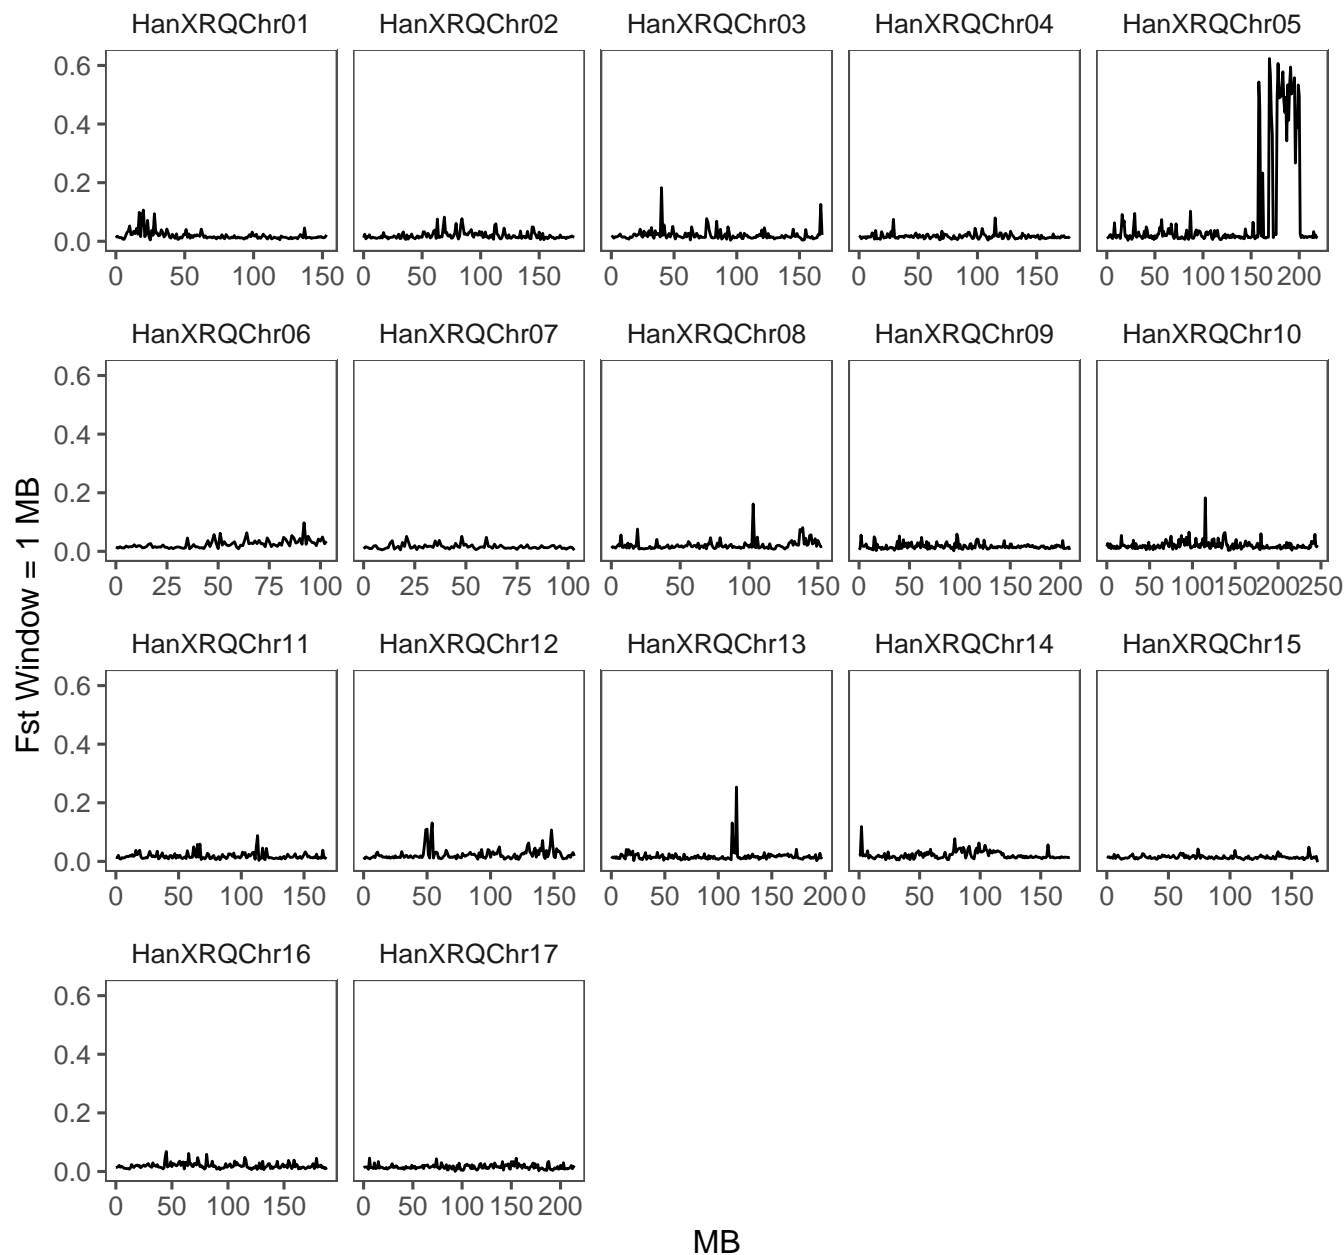 HanXRQChr01 HanXRQChr02 HanXRQChr03 HanXRQChr04 HanXRQChr05
0.6
0.4
0.2
0.0
0 50 100 150 0 50 100 150 0 50 100 150 0 50 100 150 0 50 100 150 200
HanXRQChr06 HanXRQChr07 HanXRQChr08 HanXRQChr09 HanXRQChr10
0.6
0.4
0.2
0.0
0 25 50 75 100 0 25 50 75 100 0 50 100 150 0 50 100 150 200 0 50 100 150 200 250
Fst Window = 1 MB
HanXRQChr11 HanXRQChr12 HanXRQChr13 HanXRQChr14 HanXRQChr15
0.6
0.4
0.2
0.0
0 50 100 150 0 50 100 150 0 50 100 150 200 0 50 100 150 0 50 100 150
HanXRQChr16 HanXRQChr17
0.6
0.4
0.2
0.0
0 50 100 150 0 50 100 150 200
MB